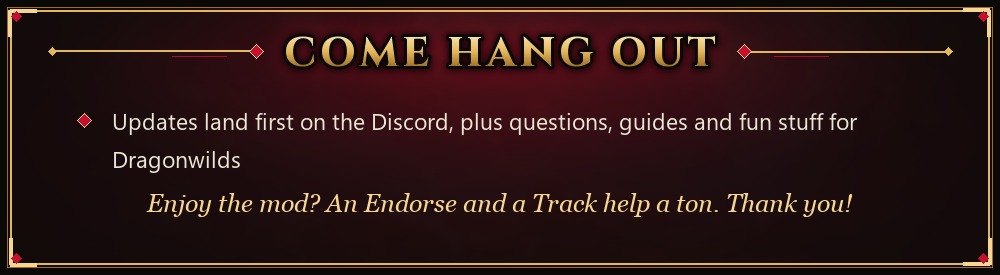 COME HANG OUT
Updates land first on the Discord, plus questions, guides and fun stuff for
Dragonwilds
Enjoy the mod? An Endorse and a Track help a ton. Thank you!